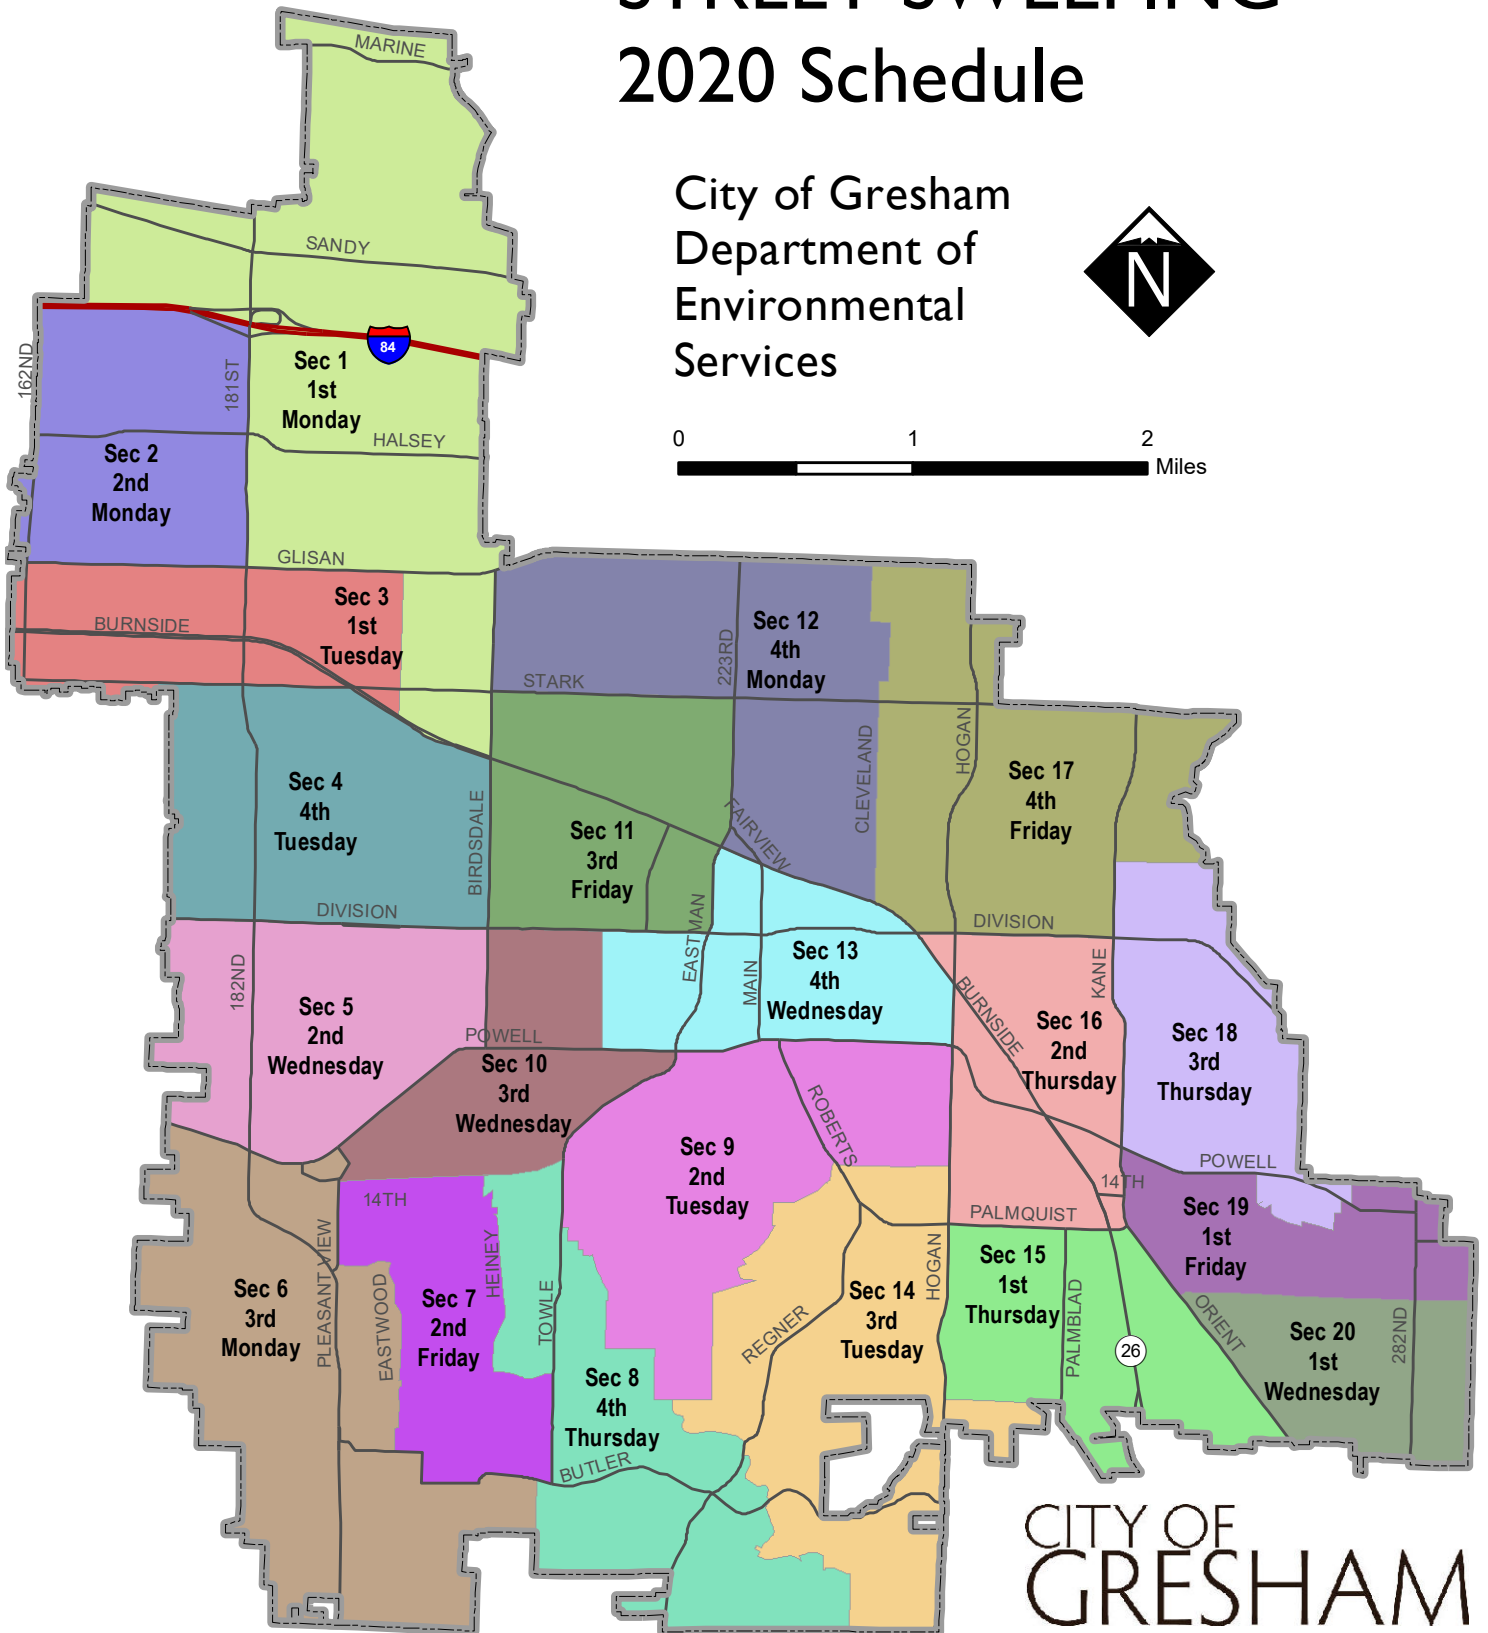 STREET SWEEPING
2020 Schedule
City of Gresham
Department of
Environmental
Services
N
0 1 2
Miles
MARINE
SANDY
84
162ND
181ST
Sec 1
1st
Monday
HALSEY
Sec 2
2nd
Monday
GLISAN
Sec 3
1st
Tuesday
BURNSIDE
Sec 12
4th
Monday
223RD
STARK
Sec 4
4th
Tuesday
BIRDSDALE
Sec 11
3rd
Friday
FAIRVIEW
CLEVELAND
HOGAN
Sec 17
4th
Friday
DIVISION
DIVISION
182ND
EASTMAN
MAIN
Sec 13
4th
Wednesday
KANE
BURNSIDE
Sec 5
2nd
Wednesday
POWELL
Sec 10
3rd
Wednesday
Sec 16
2nd
Thursday
Sec 18
3rd
Thursday
ROBERTS
Sec 9
2nd
Tuesday
POWELL
14TH
14TH
PALMQUIST
Sec 19
1st
Friday
PLEASANT VIEW
HEINEY
HOGAN
Sec 6
3rd
Monday
EASTWOOD
Sec 7
2nd
Friday
TOWLE
REGNER
Sec 14
3rd
Tuesday
Sec 15
1st
Thursday
PALMBLAD
26
ORIENT
Sec 20
1st
Wednesday
282ND
Sec 8
4th
Thursday
BUTLER
CITY OF
GRESHAM